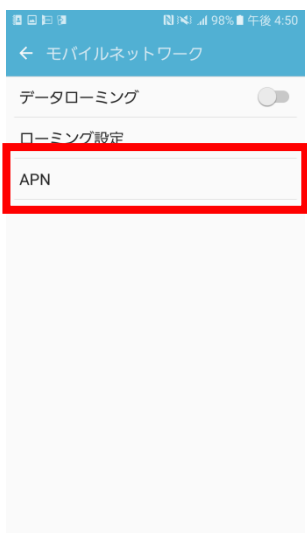 98% 午後 4:50
← モバイルネットワーク
データローミング
ローミング設定
APN